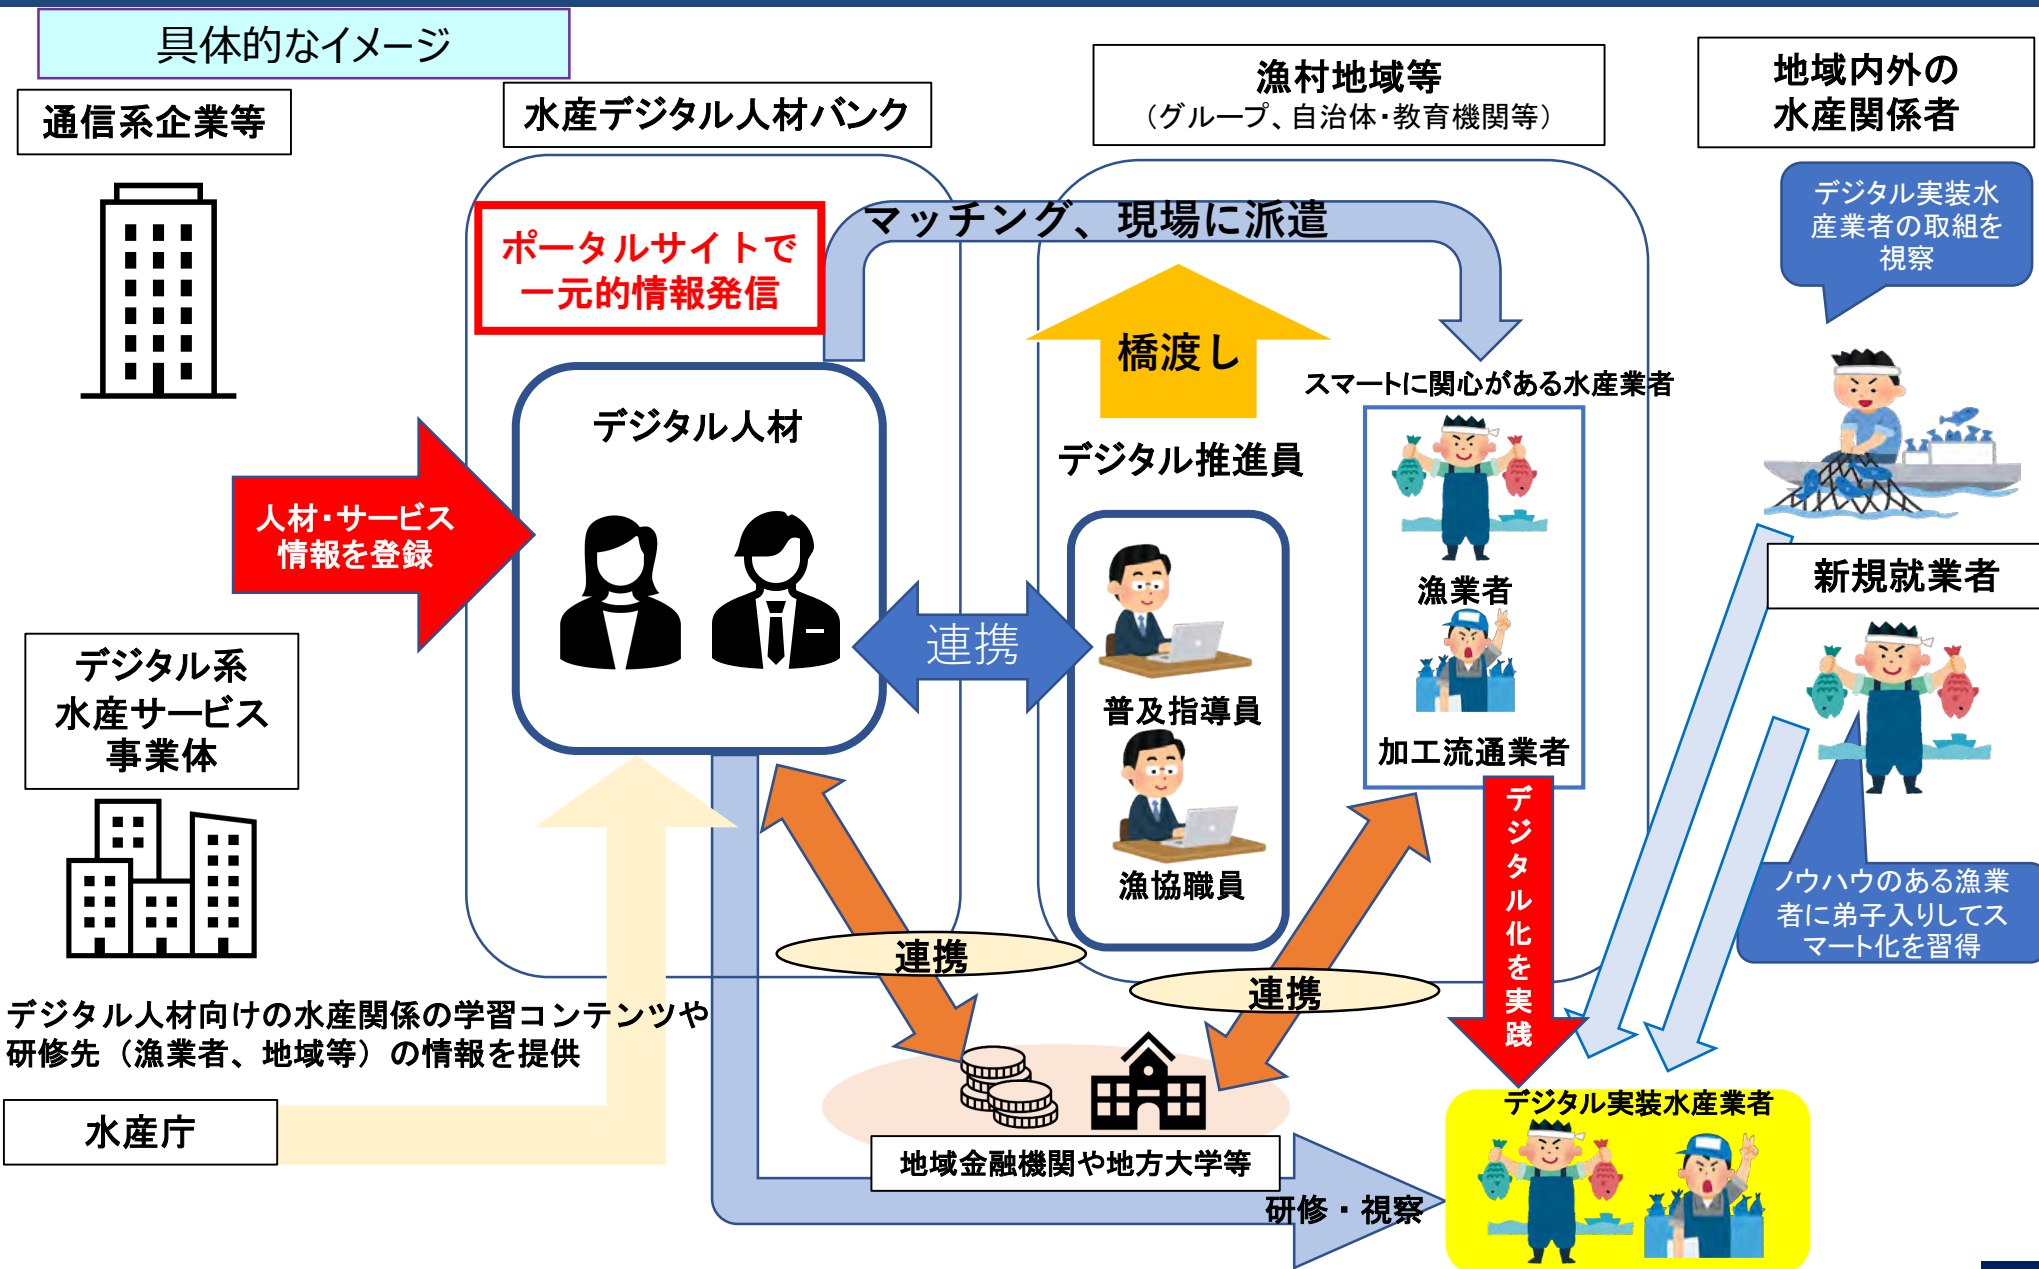 具体的なイメージ
通信系企業等
水産デジタル人材バンク
漁村地域等
（グループ、自治体・教育機関等）
地域内外の
水産関係者
デジタル実装水
産業者の取組を
視察
ポータルサイトで
一元的情報発信
マッチング、現場に派遣
橋渡し
スマートに関心がある水産業者
デジタル人材
デジタル推進員
人材・サービス
情報を登録
漁業者
新規就業者
連携
デジタル系
水産サービス
事業体
普及指導員
加工流通業者
デジタル化を実践
漁協職員
ノウハウのある漁業
者に弟子入りしてス
マート化を習得
連携
連携
デジタル人材向けの水産関係の学習コンテンツや
研修先（漁業者、地域等）の情報を提供
水産庁
デジタル実装水産業者
地域金融機関や地方大学等
研修・視察